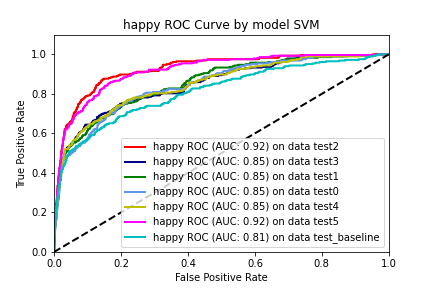 happy ROC Curve by model SVM
True Positive Rate
1.0
0.8
0.6
0.4
0.2
0.0
happy ROC (AUC: 0.92) on data test2
happy ROC (AUC: 0.85) on data test3
happy ROC (AUC: 0.85) on data test1
happy ROC (AUC: 0.85) on data test0
happy ROC (AUC: 0.85) on data test4
happy ROC (AUC: 0.92) on data test5
happy ROC (AUC: 0.81) on data test_baseline
0.0 0.2 0.4 0.6 0.8 1.0
False Positive Rate